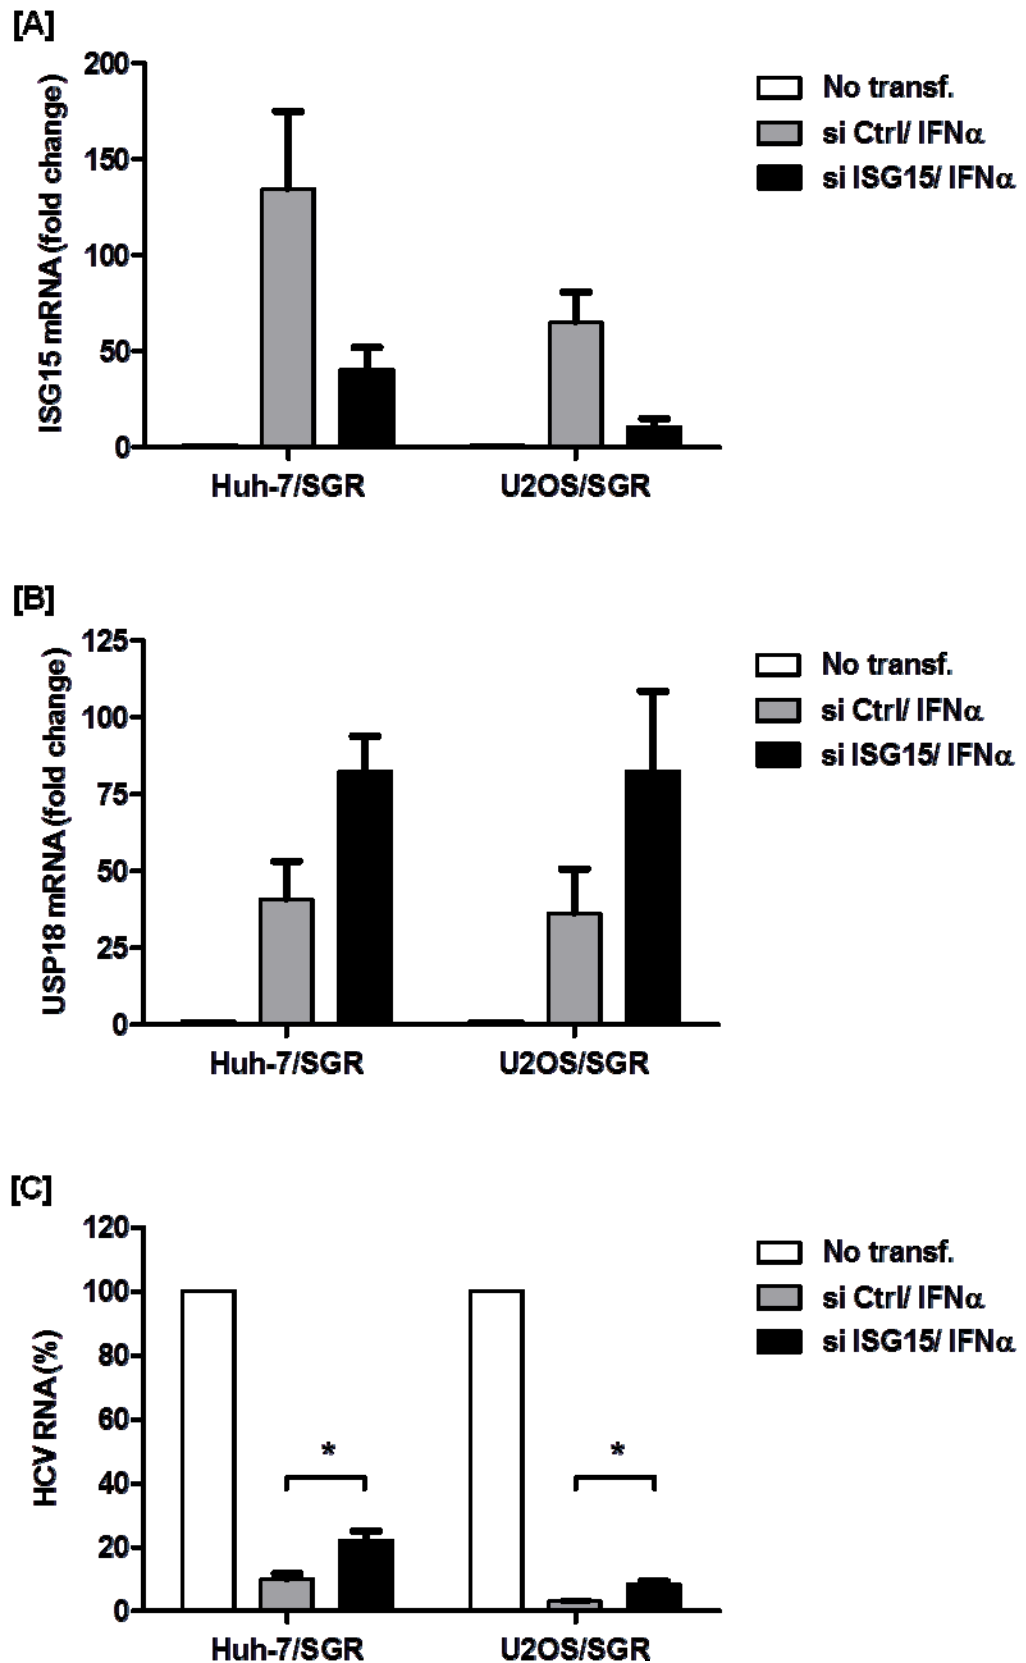 [A]
ISG15 mRNA (fold change)
200
150
100
50
0
Huh-7/SGR
U2OS/SGR
No transf.
si Ctrl/ IFNα
si ISG15/ IFNα
[B]
USP18 mRNA (fold change)
125
100
75
50
25
0
Huh-7/SGR
U2OS/SGR
No transf.
si Ctrl/ IFNα
si ISG15/ IFNα
[C]
HCV RNA (%)
120
100
80
60
40
20
0
*
*
Huh-7/SGR
U2OS/SGR
No transf.
si Ctrl/ IFNα
si ISG15/ IFNα